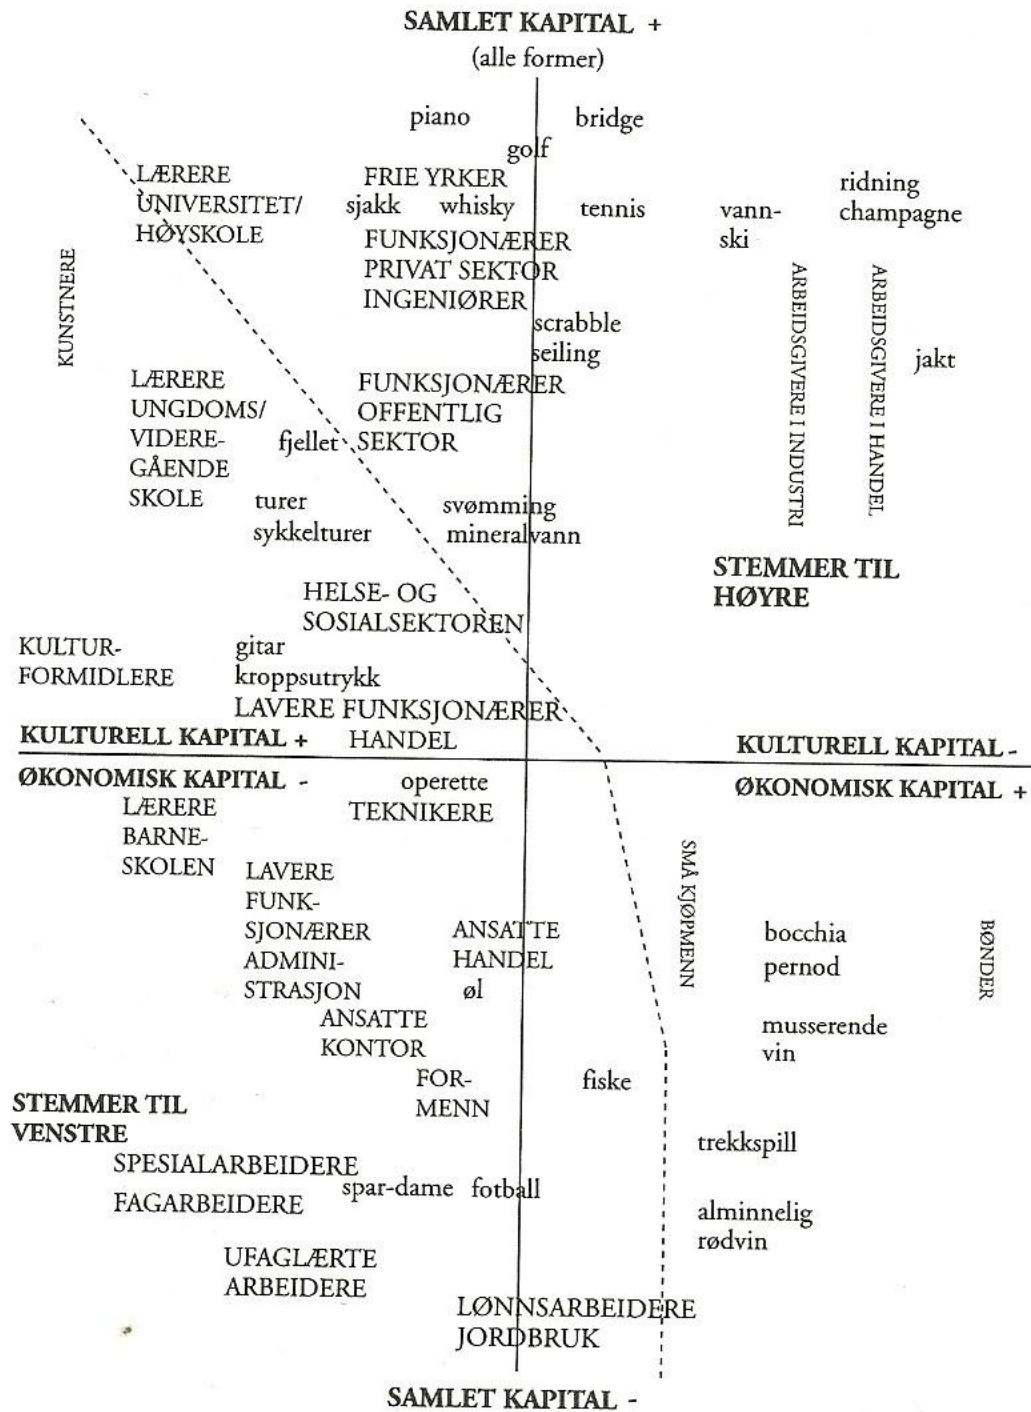 SAMLET KAPITAL +
(alle former)
piano
bridge
golf
LÆRERE
UNIVERSITET/
HØYSKOLE
FRIE YRKER
sjakk
whisky
tennis
vann-
ski
ridning
champagne
FUNKSJONÆRER
PRIVAT SEKTOR
INGENIØRER
KUNSTNERE
ARBEIDSGIVERE I INDUSTRI
ARBEIDSGIVERE I HANDEL
scrabble
seiling
jakt
LÆRERE
UNGDOMS/
VIDERE-
GÅENDE
SKOLE
fjellet
FUNKSJONÆRER
OFFENTLIG
SEKTOR
turer
sykkelturer
svømming
mineralvann
STEMMER TIL
HØYRE
HELSE- OG
SOSIALSEKTOREN
KULTUR-
FORMIDLERE
gitar
kroppsutrykk
LAVERE FUNKSJONÆRER
HANDEL
KULTURELL KAPITAL +
KULTURELL KAPITAL -
ØKONOMISK KAPITAL -
ØKONOMISK KAPITAL +
operette
TEKNIKERE
LÆRERE
BARNE-
SKOLEN
LAVERE
FUNK-
SJONÆRER
ADMINI-
STRASJON
ANSATTE
HANDEL
øl
SMÅ KJØPMENN
bocchia
pernod
BØNDER
ANSATTE
KONTOR
musserende
vin
FOR-
MENN
fiske
STEMMER TIL
VENSTRE
trekkspill
SPESIALARBEIDERE
FAGARBEIDERE
spar-dame
fotball
alminnelig
rødvin
UFAGLÆRTE
ARBEIDERE
LØNNSARBEIDERE
JORDBRUK
SAMLET KAPITAL -